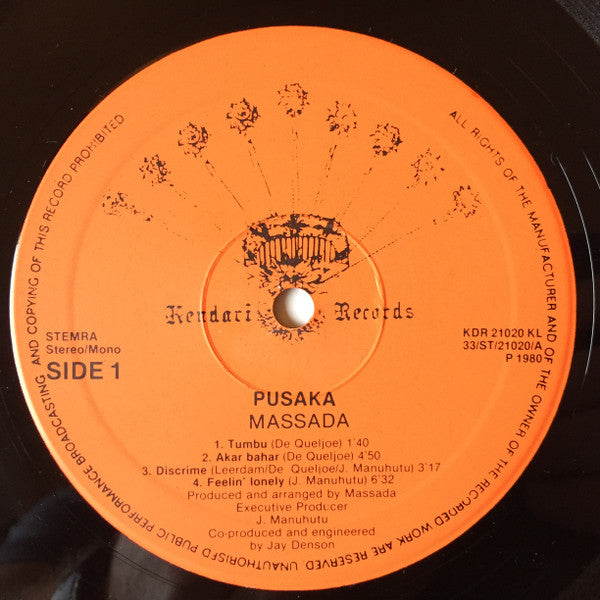 ALL RIGHTS OF THE MANUFACTURER AND OF THE OWNER OF THE RECORDED WORK ARE RESERVED. UNAUTHORISED PUBLIC PERFORMANCE BROADCASTING AND COPYING OF THIS RECORD PROHIBITED
Kendari Records
STEMRA
Stereo/Mono
SIDE 1
KDR 21020 KL
33/ST/21020/A
P 1980
PUSAKA
MASSADA
1. Tumbu (De Queljoe) 1'40
2. Akar bahar (De Queljoe) 4'50
3. Discrime (Leerdam/De Queljoe/J. Manuhutu) 3'17
4. Feelin' lonely (J. Manuhutu) 6'32
Produced and arranged by Massada
Executive Producer
J. Manuhutu
Co-produced and engineered
by Jay Denson